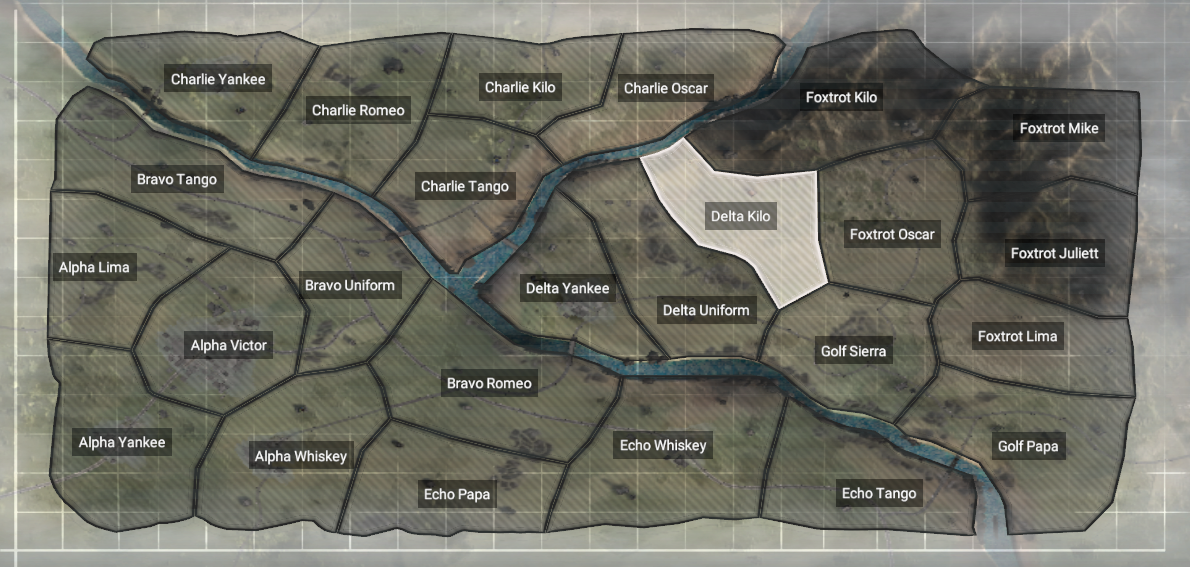 Charlie Yankee
Charlie Romeo
Charlie Kilo
Charlie Oscar
Foxtrot Kilo
Foxtrot Mike
Bravo Tango
Charlie Tango
Delta Kilo
Foxtrot Oscar
Foxtrot Juliett
Alpha Lima
Bravo Uniform
Delta Yankee
Delta Uniform
Alpha Victor
Golf Sierra
Foxtrot Lima
Bravo Romeo
Alpha Yankee
Alpha Whiskey
Echo Whiskey
Golf Papa
Echo Papa
Echo Tango